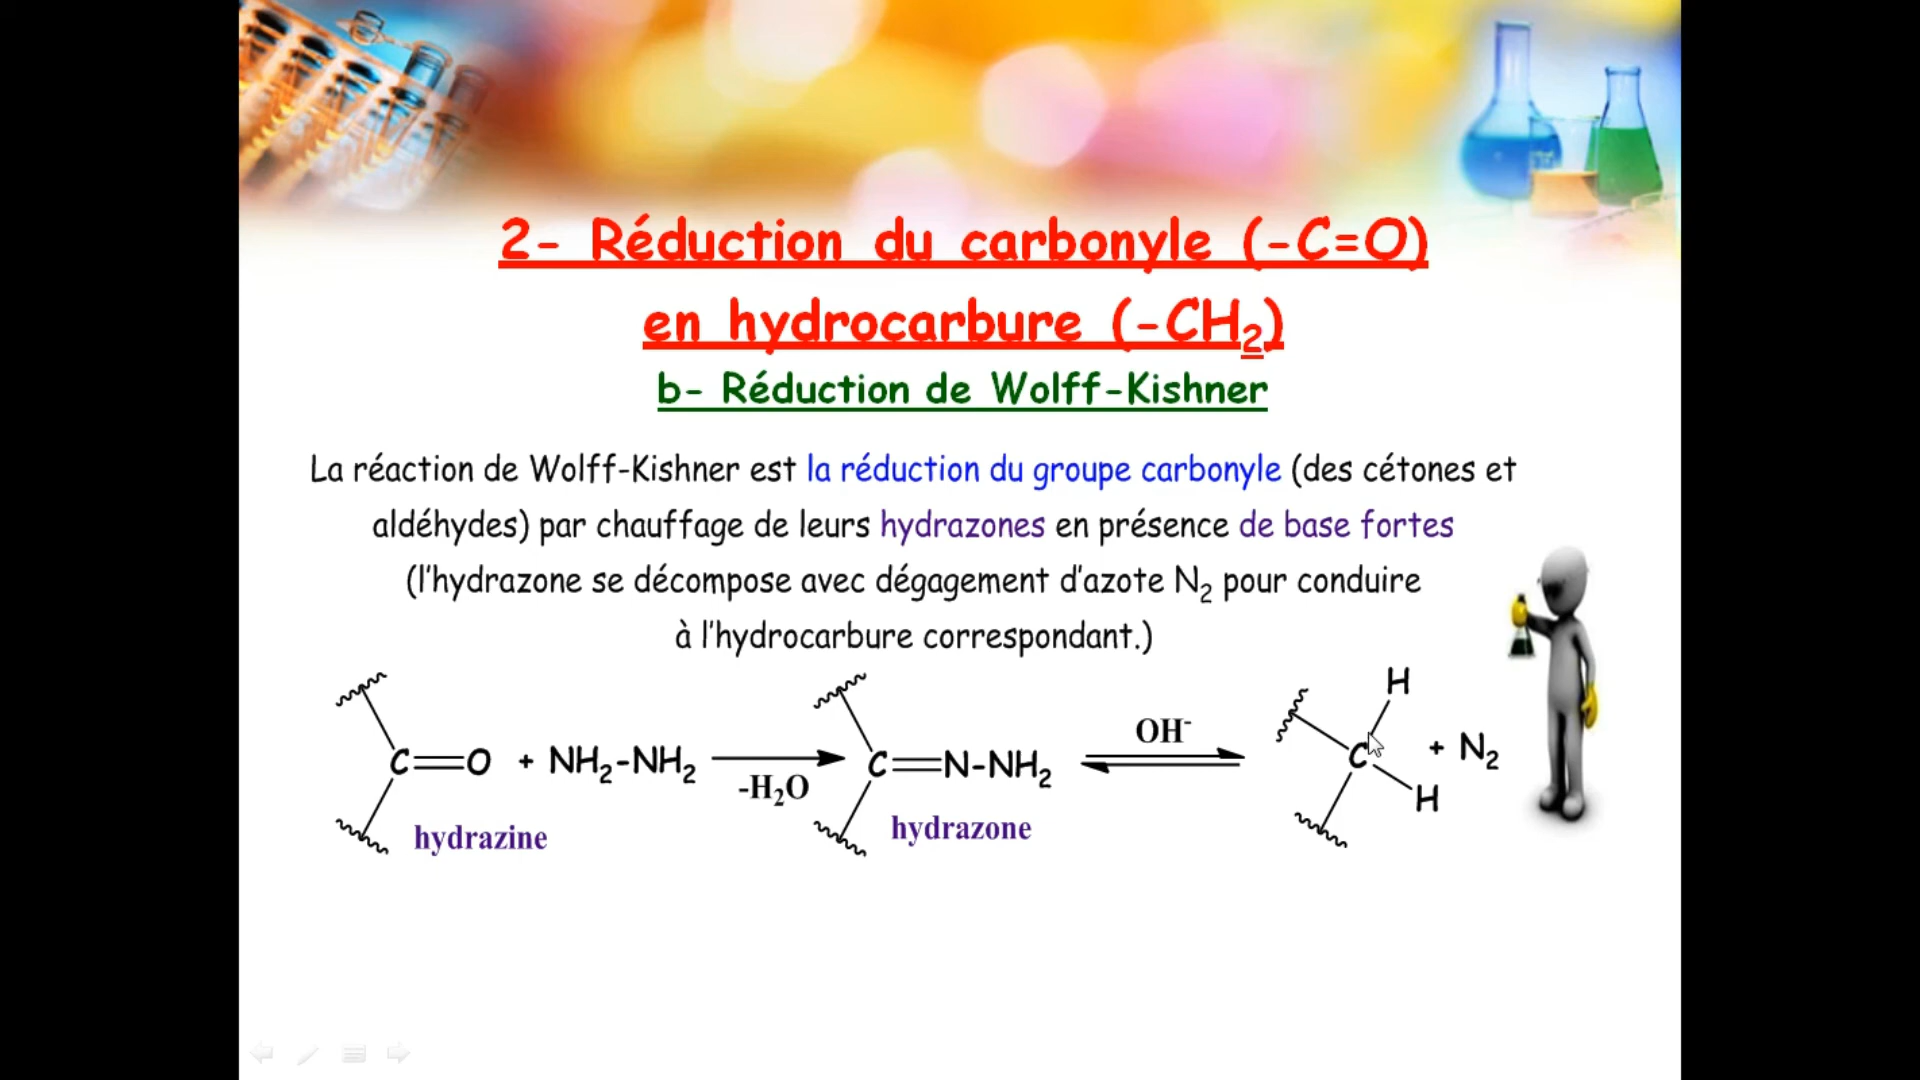 2- Réduction du carbonyle (-C=O)
en hydrocarbure (-CH₂)
b- Réduction de Wolff-Kishner
La réaction de Wolff-Kishner est la réduction du groupe carbonyle (des cétones et
aldéhydes) par chauffage de leurs hydrazones en présence de base fortes
(l'hydrazone se décompose avec dégagement d'azote N₂ pour conduire
à l'hydrocarbure correspondant.)
C=O + NH₂-NH₂ -H₂O C=N-NH₂ OH⁻ H C H + N₂
hydrazine hydrazone